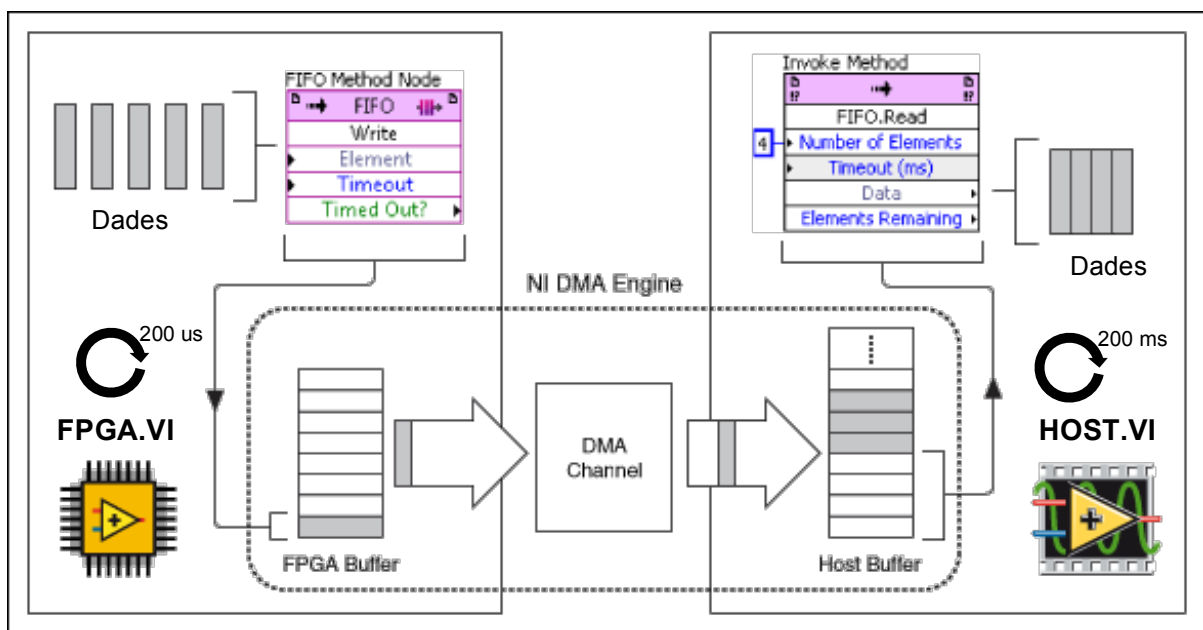 FIFO Method Node
FIFO
Write
Element
Timeout
Timed Out?
Dades
200 us
FPGA.VI
FPGA Buffer
NI DMA Engine
DMA
Channel
Invoke Method
!? !?
FIFO.Read
4
Number of Elements
Timeout (ms)
Data
Elements Remaining
Dades
200 ms
HOST.VI
Host Buffer